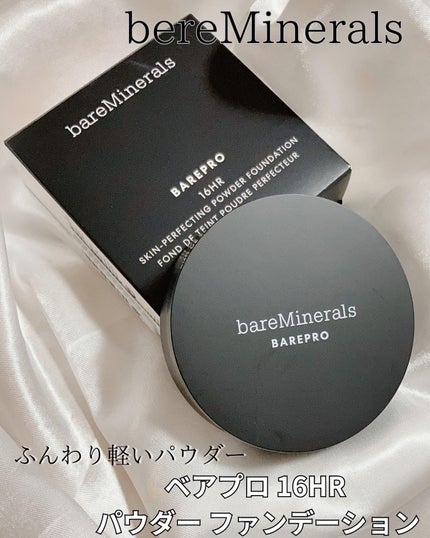 bereMinerals
bareMinerals
BAREPRO
16HR
SKIN-PERFECTING POWDER FOUNDATION
FOND DE TEINT POUDRE PERFECTEUR
bareMinerals
BAREPRO
ふんわり軽いパウダー
ベアプロ 16HR
パウダー ファンデーション